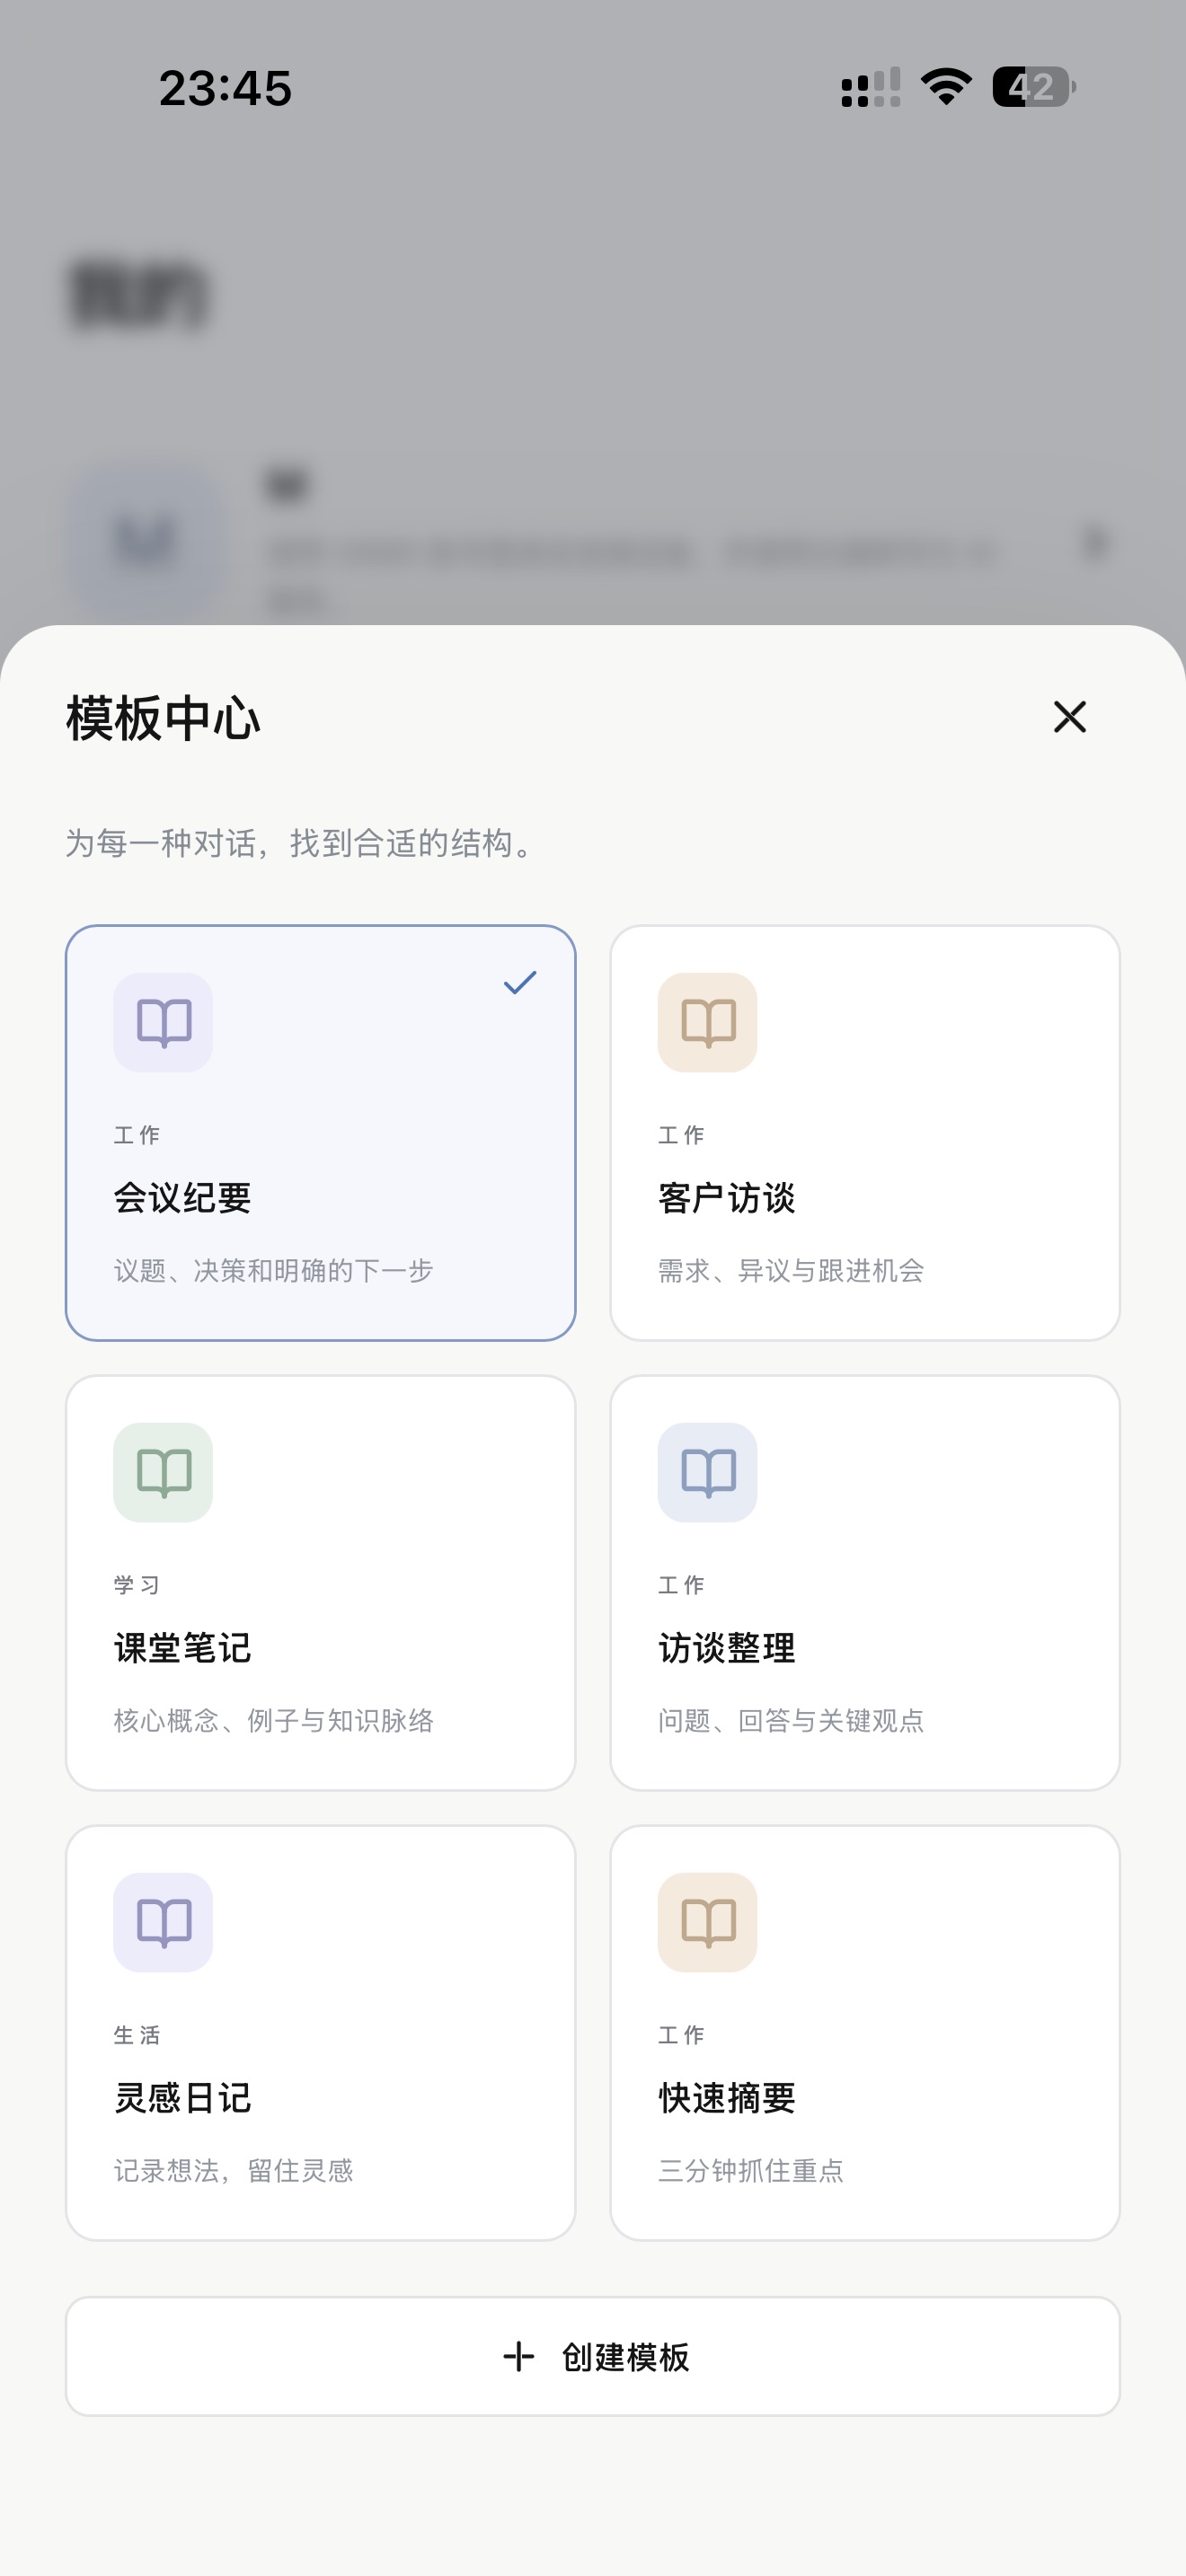 23:45
42
我的
M
M
模板中心
为每一种对话，找到合适的结构。
工作
会议纪要
议题、决策和明确的下一步
工作
客户访谈
需求、异议与跟进机会
学习
课堂笔记
核心概念、例子与知识脉络
工作
访谈整理
问题、回答与关键观点
生活
灵感日记
记录想法，留住灵感
工作
快速摘要
三分钟抓住重点
创建模板